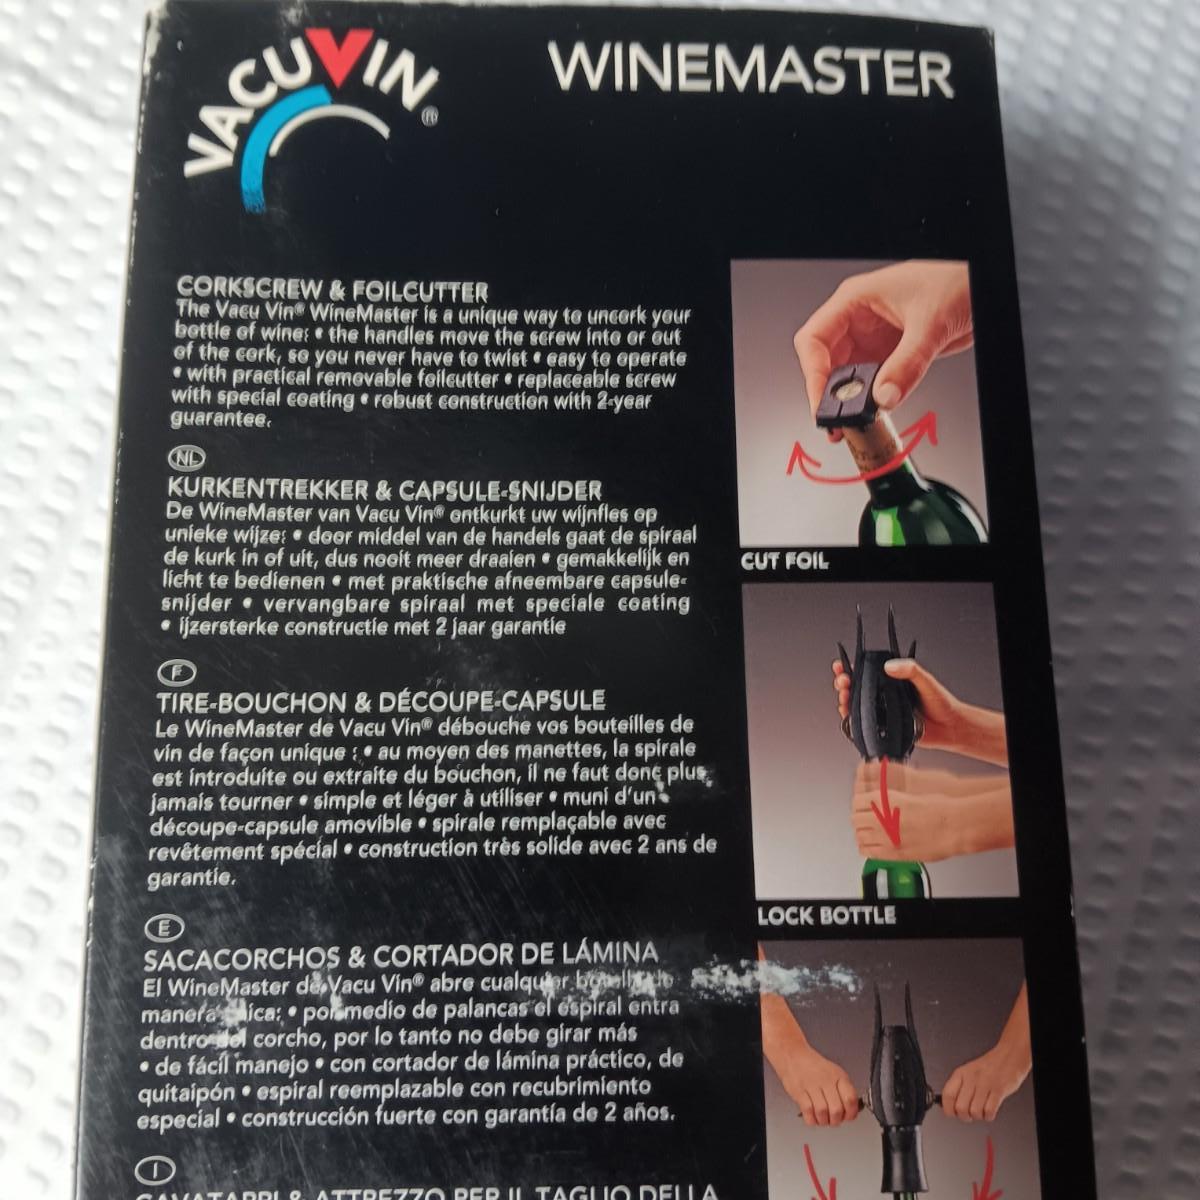 VACUVIN®
WINEMASTER
CORKSCREW & FOILCUTTER
The Vacu Vin® WineMaster is a unique way to uncork your
bottle of wine: • the handles move the screw into or out
of the cork, so you never have to twist • easy to operate
• with practical removable foilcutter • replaceable screw
with special coating • robust construction with 2-year
guarantee.
NL
KURKENTREKKER & CAPSULE-SNIJDER
De WineMaster van Vacu Vin® ontkurkt uw wijnfles op
unieke wijze: • door middel van de handels gaat de spiraal
de kurk in of uit, dus nooit meer draaien • gemakkelijk en
licht te bedienen • met praktische afneembare capsule-
snijder • vervangbare spiraal met speciale coating
• ijzersterke constructie met 2 jaar garantie
F
TIRE-BOUCHON & DÉCOUPE-CAPSULE
Le WineMaster de Vacu Vin® débouche vos bouteilles de
vin de façon unique : • au moyen des manettes, la spirale
est introduite ou extraite du bouchon, il ne faut donc plus
jamais tourner • simple et léger à utiliser • muni d'un
découpe-capsule amovible • spirale remplaçable avec
revêtement spécial • construction très solide avec 2 ans de
garantie.
E
SACACORCHOS & CORTADOR DE LÁMINA
El WineMaster de Vacu Vin® abre cualquier botella de
manera • por medio de palancas el espiral entra
dentro del corcho, por lo tanto no debe girar más
• de fácil manejo • con cortador de lámina práctico, de
quitaipón • espiral reemplazable con recubrimiento
especial • construcción fuerte con garantía de 2 años.
I
CAVATAPPI & ATTREZZO PER IL TAGLIO DELLA
CUT FOIL
LOCK BOTTLE